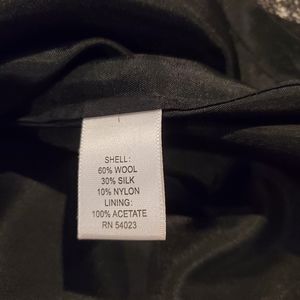 SHELL:
60% WOOL
30% SILK
10% NYLON
LINING:
100% ACETATE
RN 54023